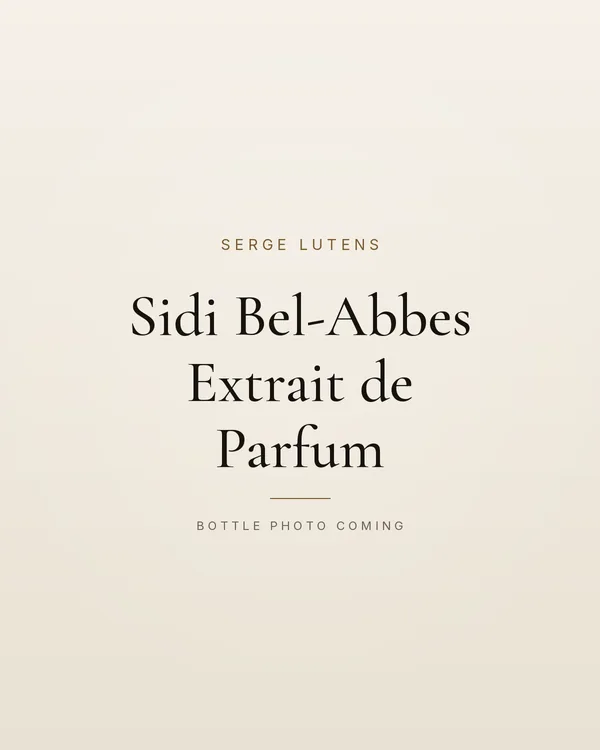 SERGE LUTENS
Sidi Bel-Abbes
Extrait de
Parfum
BOTTLE PHOTO COMING